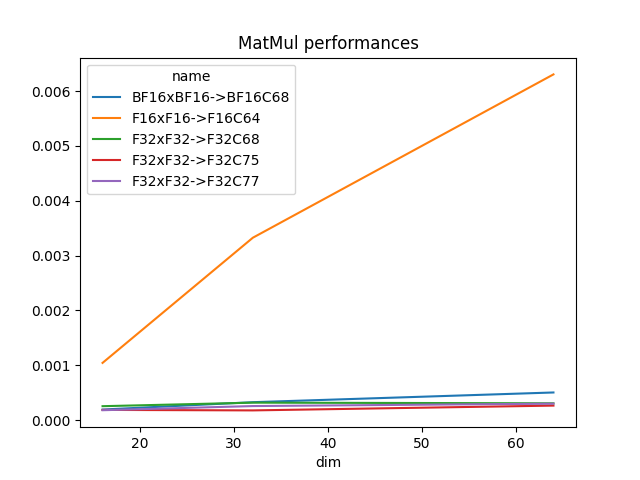 MatMul performances
name
BF16xBF16->BF16C68
F16xF16->F16C64
F32xF32->F32C68
F32xF32->F32C75
F32xF32->F32C77
0.006
0.005
0.004
0.003
0.002
0.001
0.000
20 30 40 50 60
dim